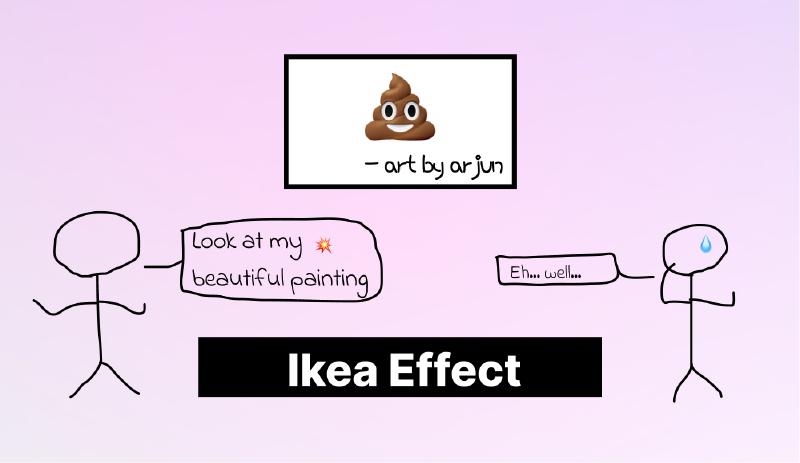 - art by arjun
Look at my 💥
beautiful painting
Eh... well...
Ikea Effect